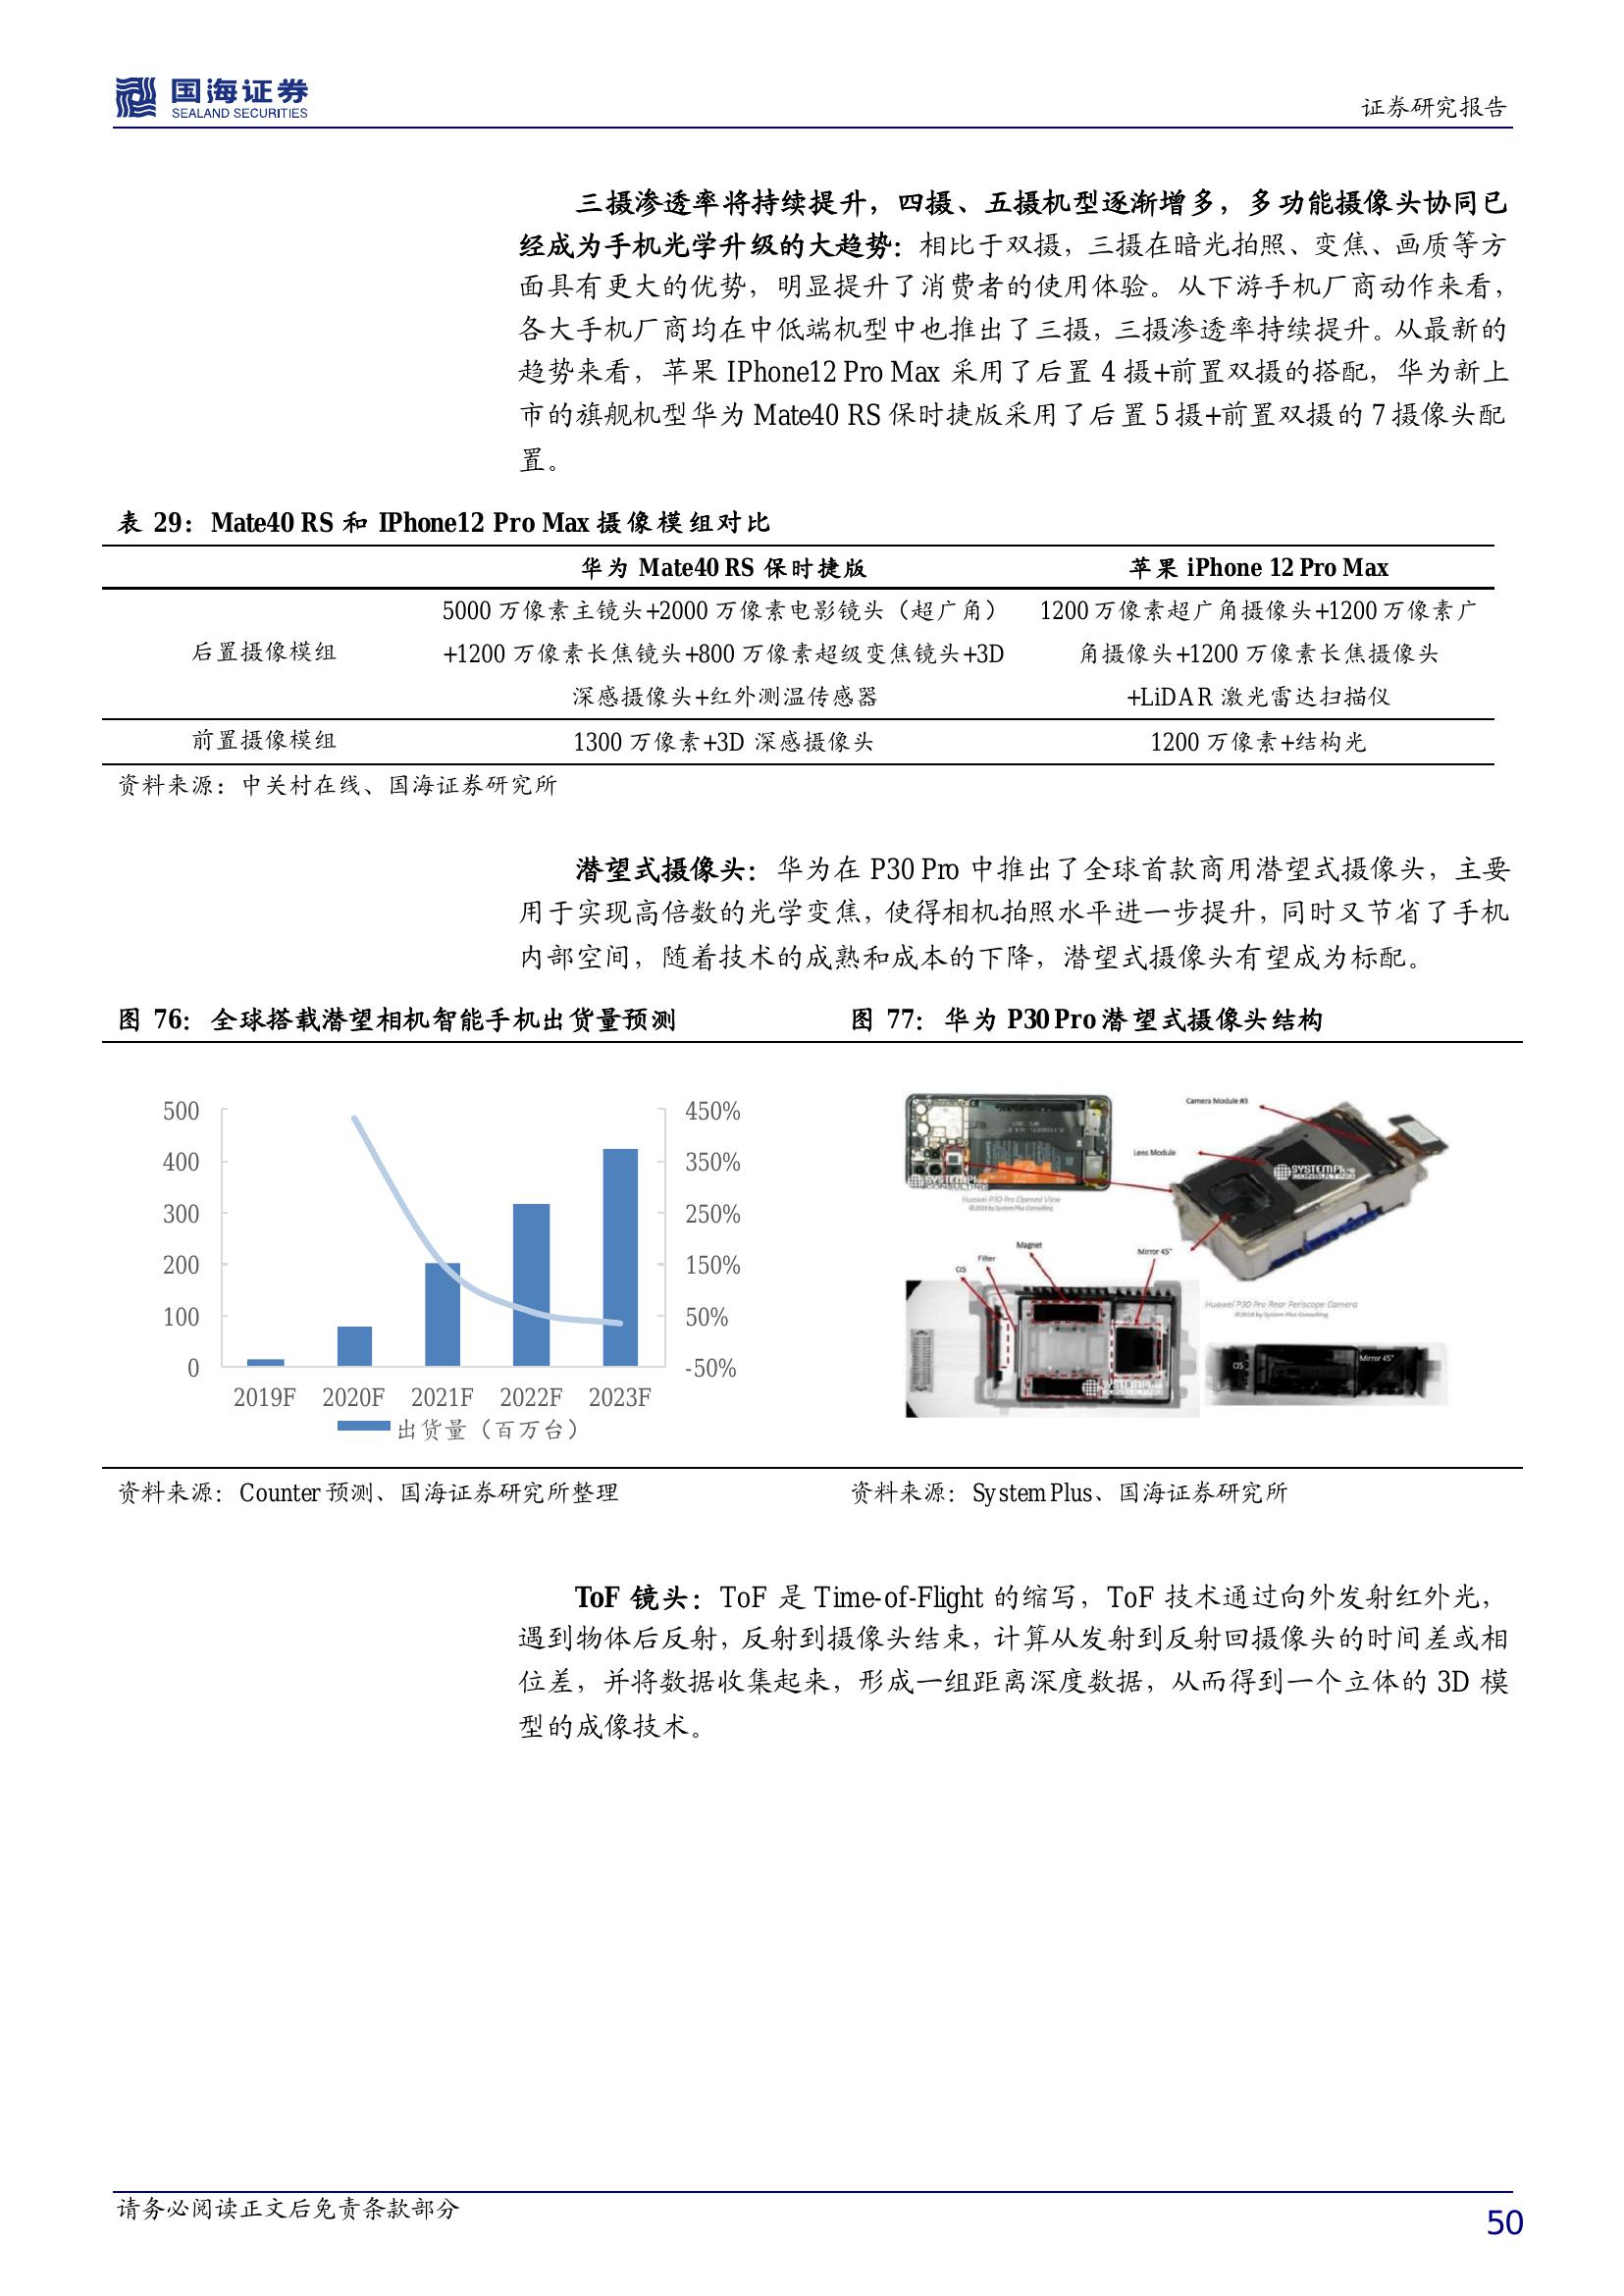 国海证券
SEALAND SECURITIES
证券研究报告
三摄渗透率将持续提升，四摄、五摄机型逐渐增多，多功能摄像头协同已
经成为手机光学升级的大趋势：相比于双摄，三摄在暗光拍照、变焦、画质等方
面具有更大的优势，明显提升了消费者的使用体验。从下游手机厂商动作来看，
各大手机厂商均在中低端机型中也推出了三摄，三摄渗透率持续提升。从最新的
趋势来看，苹果 IPhone12 Pro Max 采用了后置 4 摄+前置双摄的搭配，华为新上
市的旗舰机型华为 Mate40 RS 保时捷版采用了后置 5 摄+前置双摄的 7 摄像头配
置。
表 29：Mate40 RS 和 IPhone12 Pro Max 摄像模组对比
华为 Mate40 RS 保时捷版 苹果 iPhone 12 Pro Max
5000 万像素主镜头+2000 万像素电影镜头（超广角） 1200 万像素超广角摄像头+1200 万像素广
后置摄像模组 +1200 万像素长焦镜头+800 万像素超级变焦镜头+3D 角摄像头+1200 万像素长焦摄像头
深感摄像头+红外测温传感器 +LiDAR 激光雷达扫描仪
前置摄像模组 1300 万像素+3D 深感摄像头 1200 万像素+结构光
资料来源：中关村在线、国海证券研究所
潜望式摄像头：华为在 P30 Pro 中推出了全球首款商用潜望式摄像头，主要
用于实现高倍数的光学变焦，使得相机拍照水平进一步提升，同时又节省了手机
内部空间，随着技术的成熟和成本的下降，潜望式摄像头有望成为标配。
图 76：全球搭载潜望相机智能手机出货量预测
500 450%
400 350%
300 250%
200 150%
100 50%
0 -50%
2019F 2020F 2021F 2022F 2023F
出货量（百万台）
资料来源：Counter 预测、国海证券研究所整理
图 77：华为 P30 Pro 潜望式摄像头结构
Camera Module #3
Lens Module
SYSTEMPlus
CONSULTING
SYSTEMPlus
CONSULTING
Huawei P30 Pro Opened View
©2019 by System Plus Consulting
Magnet
Filter
CIS
Mirror 45°
Huawei P30 Pro Rear Periscope Camera
©2019 by System Plus Consulting
CIS
Mirror 45°
SYSTEMPlus
CONSULTING
资料来源：System Plus、国海证券研究所
ToF 镜头：ToF 是 Time-of-Flight 的缩写，ToF 技术通过向外发射红外光，
遇到物体后反射，反射到摄像头结束，计算从发射到反射回摄像头的时间差或相
位差，并将数据收集起来，形成一组距离深度数据，从而得到一个立体的 3D 模
型的成像技术。
请务必阅读正文后免责条款部分
50